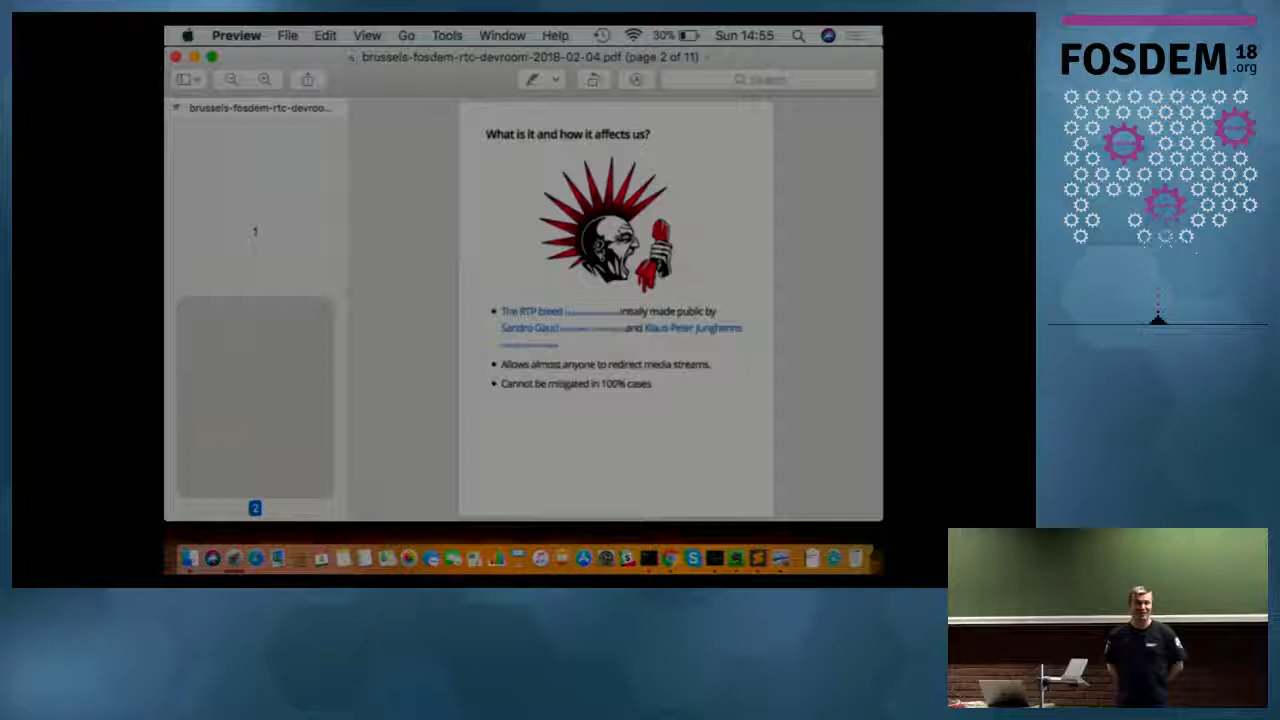 Preview File Edit View Go Tools Window Help 30% Sun 14:55
brussels-fosdem-rtc-devroom-2018-02-04.pdf (page 2 of 11)
Search
brussels-fosdem-rtc-devroo...
What is it and how it affects us?
1
• The RTP bleed initially made public by
Sandro Gauci and Klaus-Peter Junghanns
• Allows almost anyone to redirect media streams.
• Cannot be mitigated in 100% cases
2
FOSDEM 18
.org